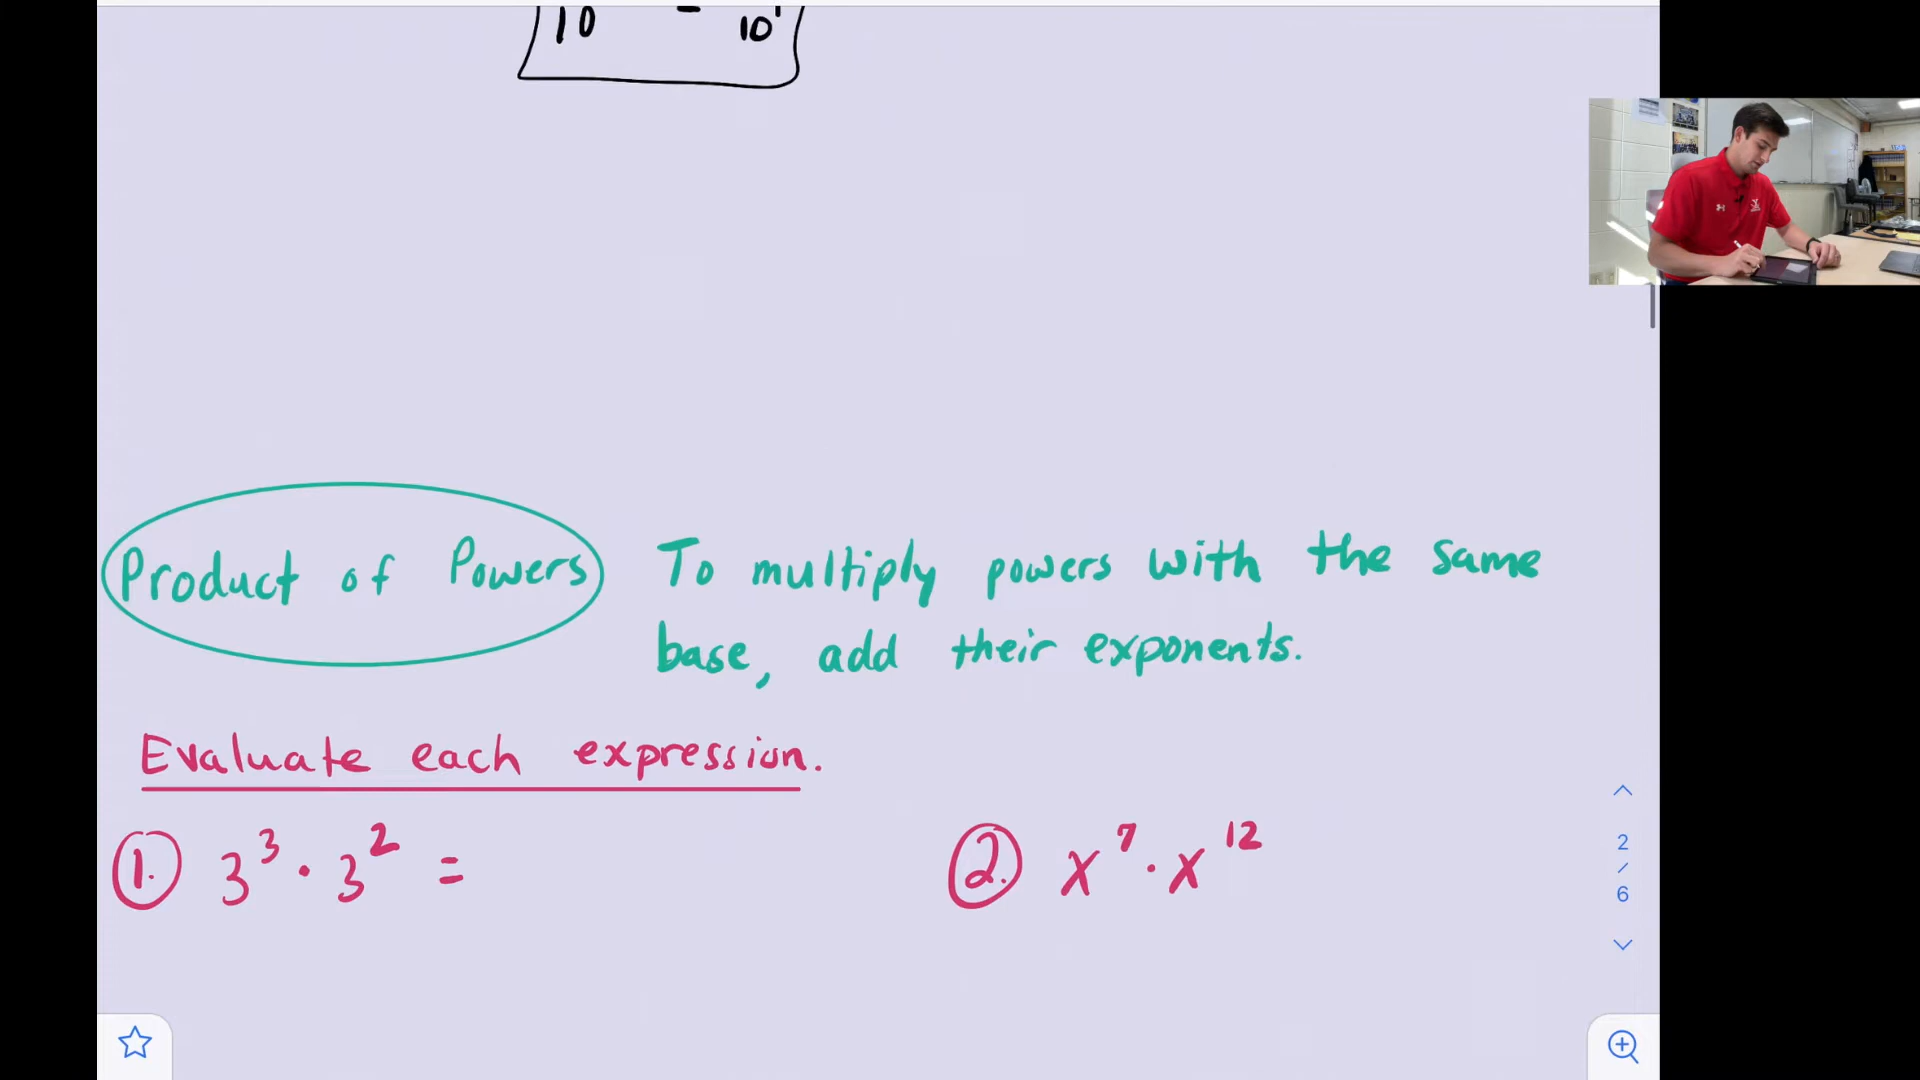 10 = 10¹
Product of Powers
To multiply powers with the same
base, add their exponents.
Evaluate each expression.
1. 3³ · 3² =
2. x⁷ · x¹²
2
/
6